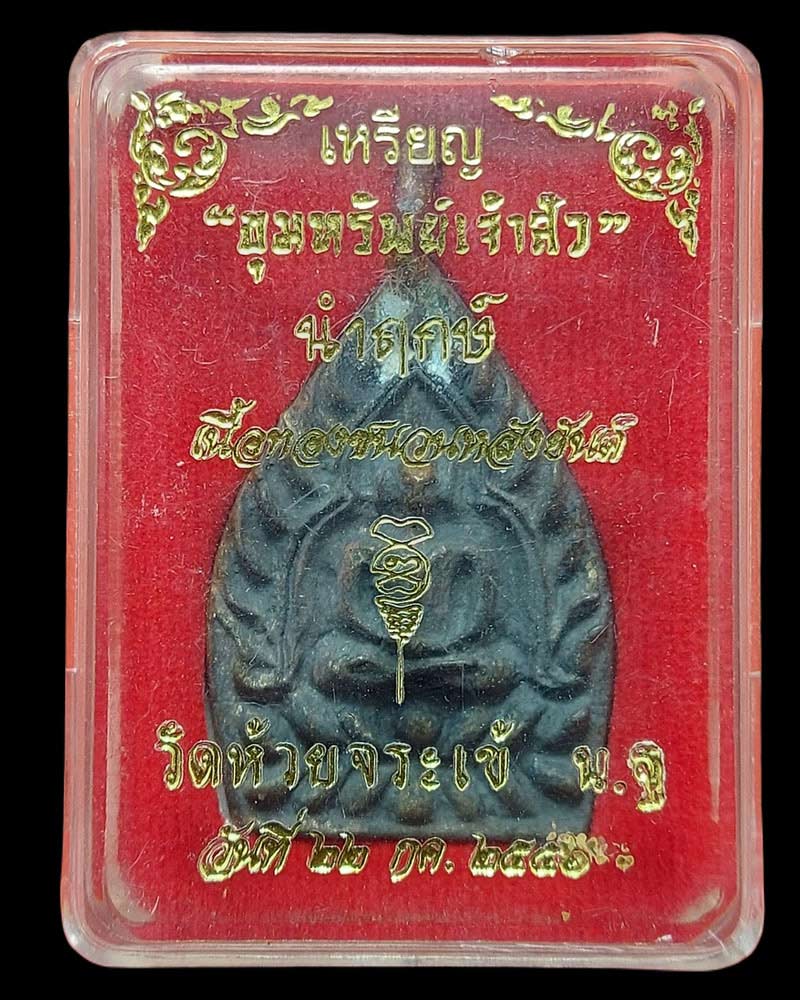 เหรียญ
“อุมทรัพย์เจ้าสัว”
นำฤกษ์
เนื้อทองชนวนหลังยันต์
วัดห้วยจระเข้ น.ฐ
วันที่ ๒๒ กค. ๒๕๕๖